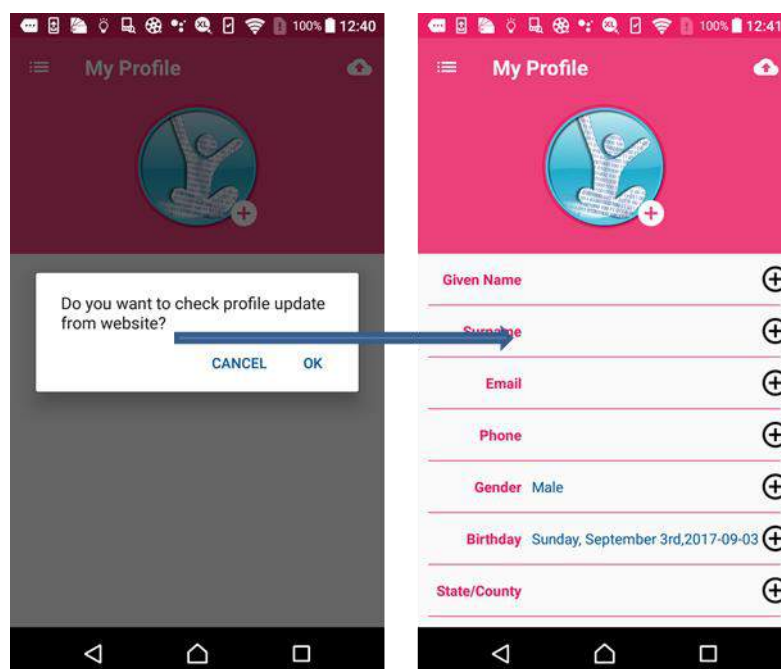 100% 12:40
My Profile
Do you want to check profile update
from website?
CANCEL OK
100% 12:41
My Profile
Given Name
Surname
Email
Phone
Gender Male
Birthday Sunday, September 3rd,2017-09-03
State/County